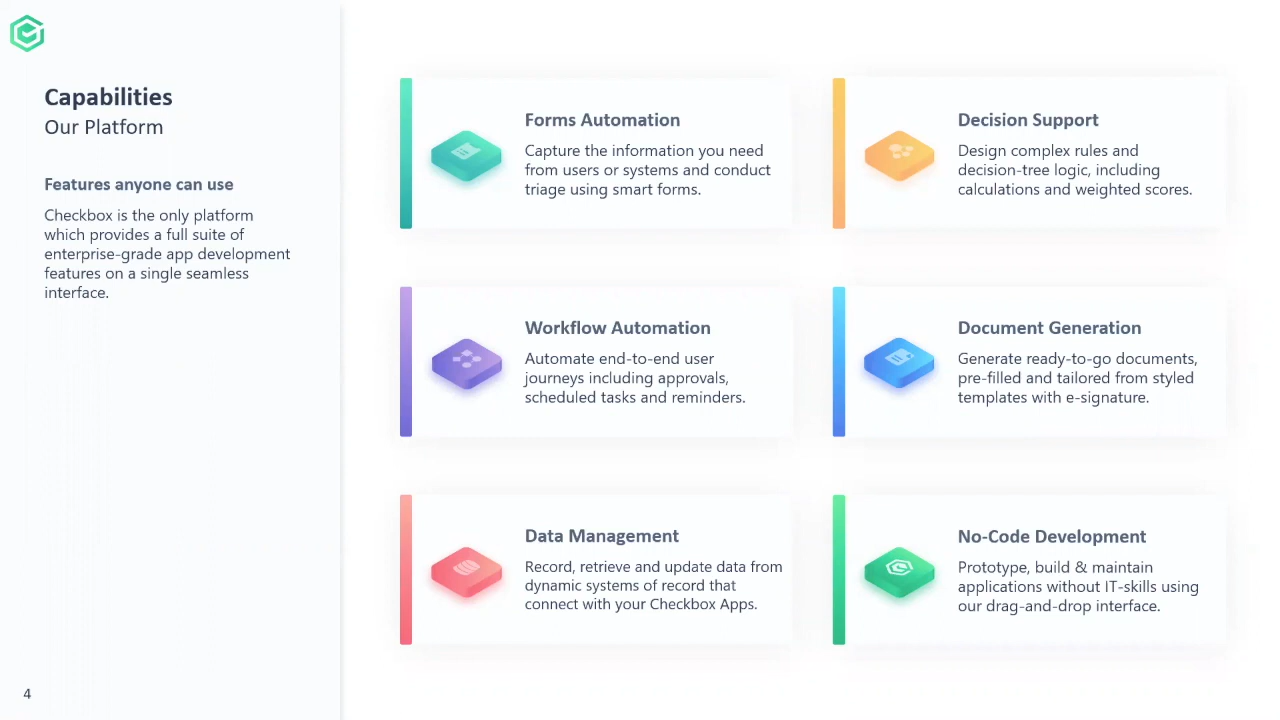 Capabilities
Our Platform
Features anyone can use
Checkbox is the only platform
which provides a full suite of
enterprise-grade app development
features on a single seamless
interface.
Forms Automation
Capture the information you need
from users or systems and conduct
triage using smart forms.
Decision Support
Design complex rules and
decision-tree logic, including
calculations and weighted scores.
Workflow Automation
Automate end-to-end user
journeys including approvals,
scheduled tasks and reminders.
Document Generation
Generate ready-to-go documents,
pre-filled and tailored from styled
templates with e-signature.
Data Management
Record, retrieve and update data from
dynamic systems of record that
connect with your Checkbox Apps.
No-Code Development
Prototype, build & maintain
applications without IT-skills using
our drag-and-drop interface.
4